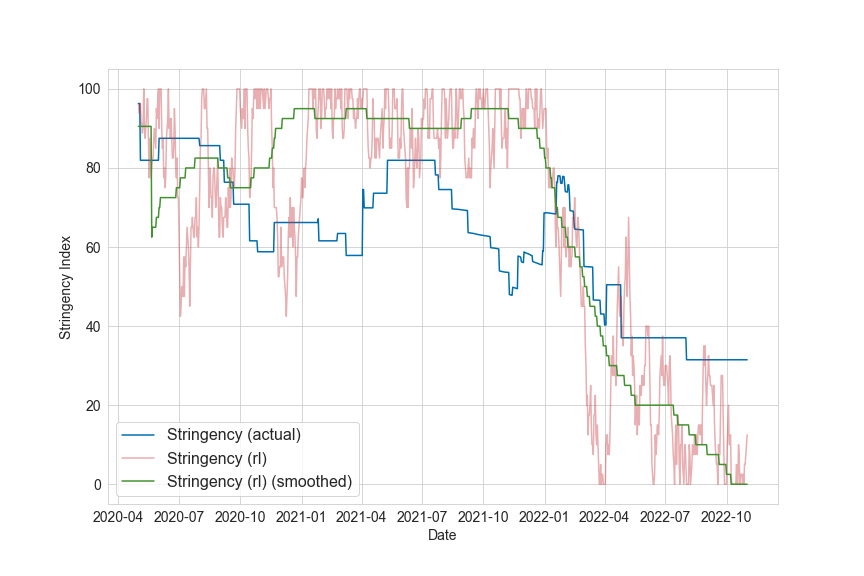 100
80
60
40
20
0
Stringency Index
Stringency (actual)
Stringency (rl)
Stringency (rl) (smoothed)
2020-04 2020-07 2020-10 2021-01 2021-04 2021-07 2021-10 2022-01 2022-04 2022-07 2022-10
Date